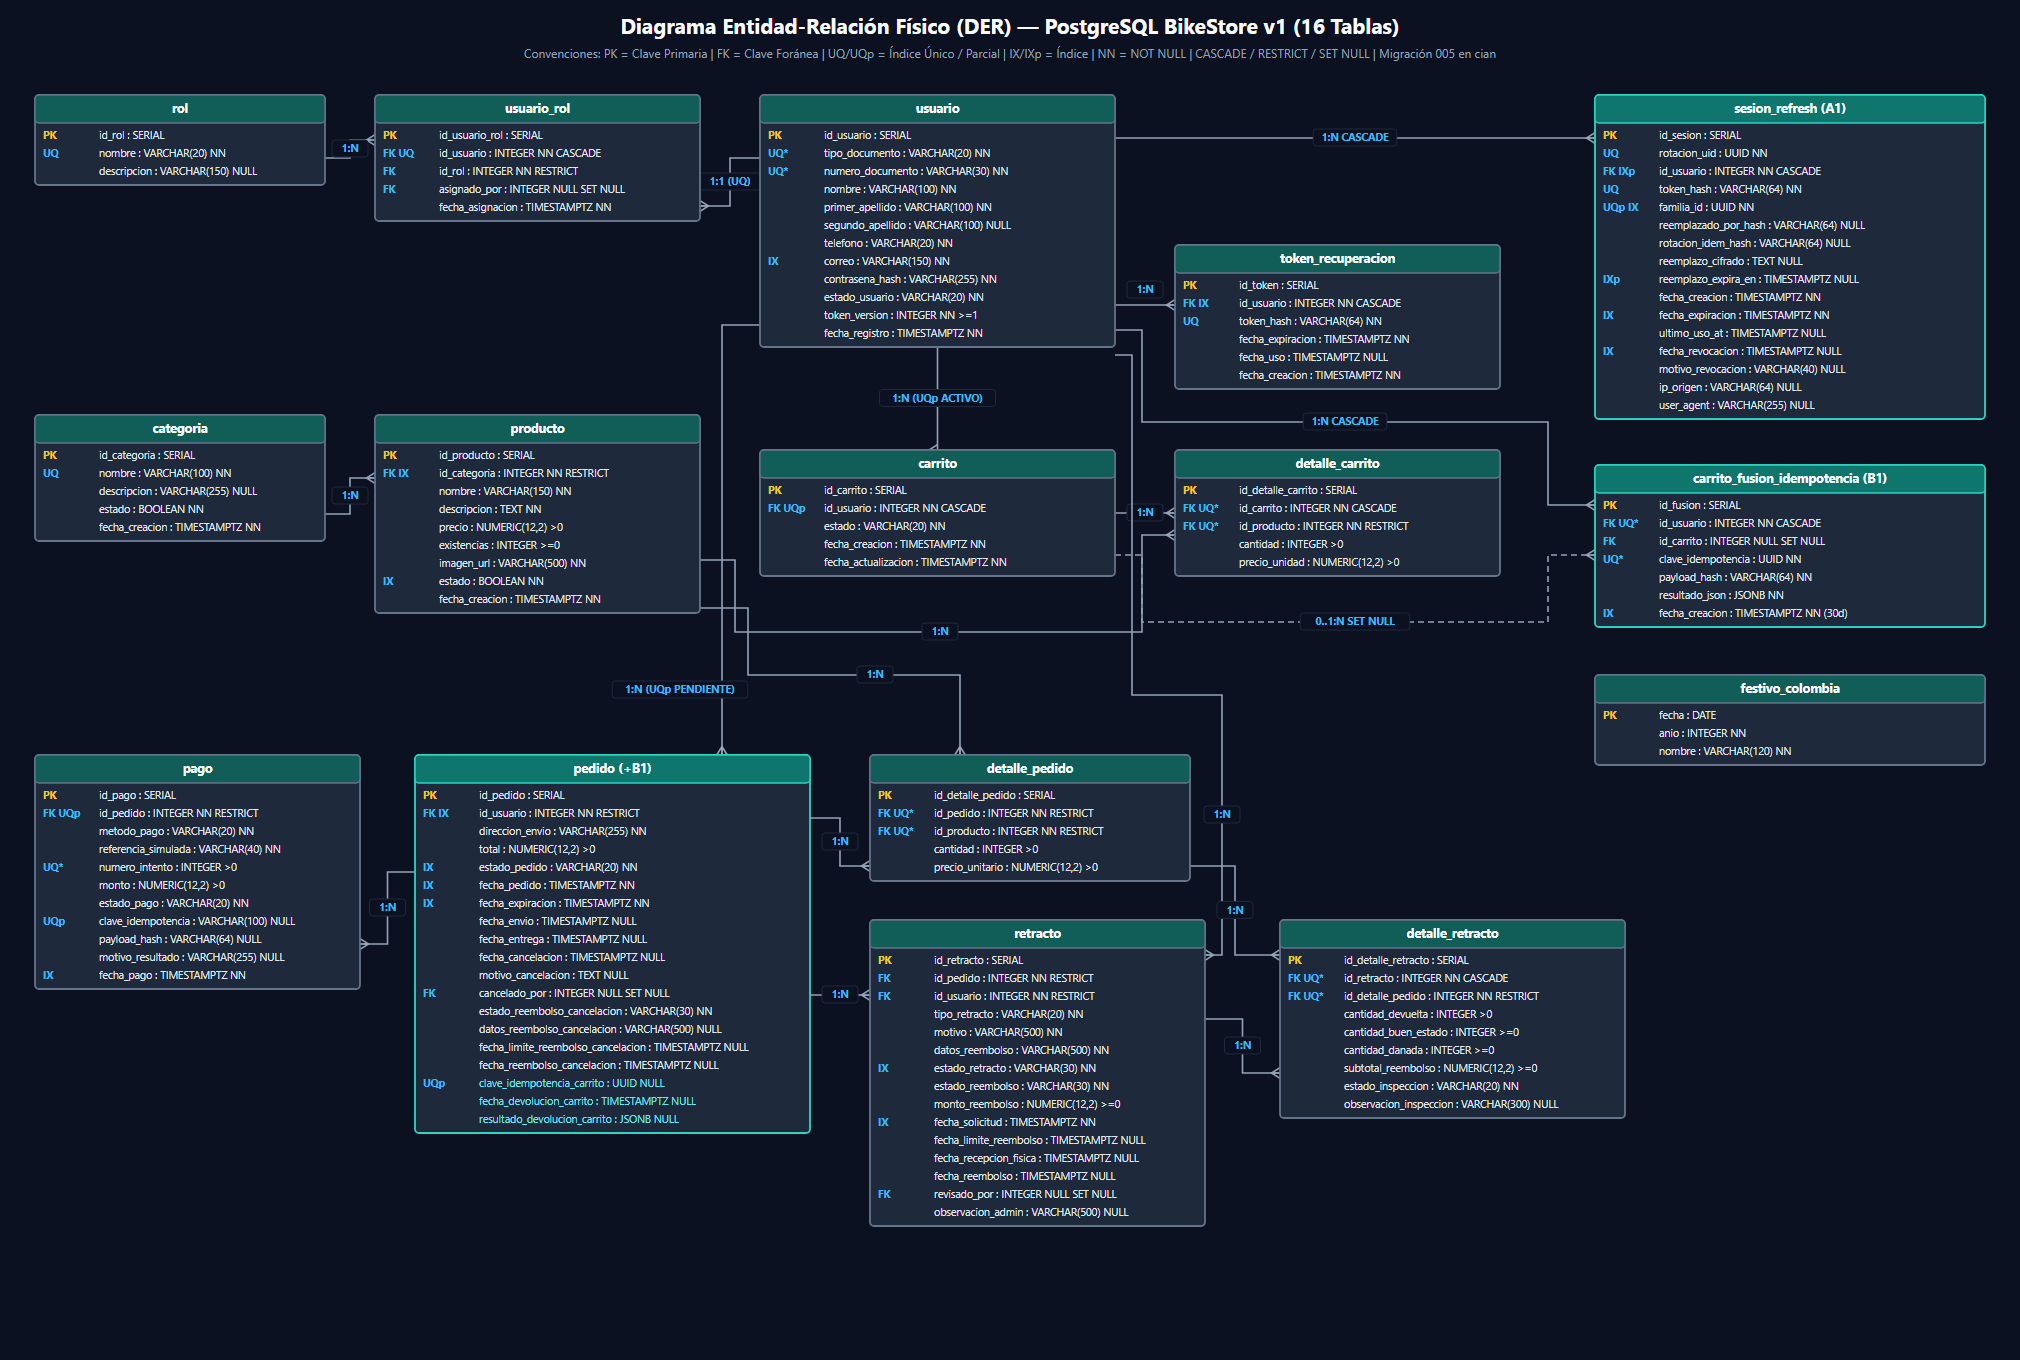 Diagrama Entidad-Relación Físico (DER) — PostgreSQL BikeStore v1 (16 Tablas)
Convenciones: PK = Clave Primaria | FK = Clave Foránea | UQ/UQp = Índice Único / Parcial | IX/IXp = Índice | NN = NOT NULL | CASCADE / RESTRICT / SET NULL | Migración 005 en cian
rol
PK id_rol : SERIAL
UQ nombre : VARCHAR(20) NN
descripcion : VARCHAR(150) NULL
1:N
usuario_rol
PK id_usuario_rol : SERIAL
FK UQ id_usuario : INTEGER NN CASCADE
FK id_rol : INTEGER NN RESTRICT
FK asignado_por : INTEGER NULL SET NULL
fecha_asignacion : TIMESTAMPTZ NN
1:1 (UQ)
usuario
PK id_usuario : SERIAL
UQ* tipo_documento : VARCHAR(20) NN
UQ* numero_documento : VARCHAR(30) NN
nombre : VARCHAR(100) NN
primer_apellido : VARCHAR(100) NN
segundo_apellido : VARCHAR(100) NULL
telefono : VARCHAR(20) NN
IX correo : VARCHAR(150) NN
contrasena_hash : VARCHAR(255) NN
estado_usuario : VARCHAR(20) NN
token_version : INTEGER NN >=1
fecha_registro : TIMESTAMPTZ NN
1:N CASCADE
sesion_refresh (A1)
PK id_sesion : SERIAL
UQ rotacion_uid : UUID NN
FK IXp id_usuario : INTEGER NN CASCADE
UQ token_hash : VARCHAR(64) NN
UQp IX familia_id : UUID NN
reemplazado_por_hash : VARCHAR(64) NULL
rotacion_idem_hash : VARCHAR(64) NULL
reemplazo_cifrado : TEXT NULL
IXp reemplazo_expira_en : TIMESTAMPTZ NULL
fecha_creacion : TIMESTAMPTZ NN
IX fecha_expiracion : TIMESTAMPTZ NN
ultimo_uso_at : TIMESTAMPTZ NULL
IX fecha_revocacion : TIMESTAMPTZ NULL
motivo_revocacion : VARCHAR(40) NULL
ip_origen : VARCHAR(64) NULL
user_agent : VARCHAR(255) NULL
1:N
token_recuperacion
PK id_token : SERIAL
FK IX id_usuario : INTEGER NN CASCADE
UQ token_hash : VARCHAR(64) NN
fecha_expiracion : TIMESTAMPTZ NN
fecha_uso : TIMESTAMPTZ NULL
fecha_creacion : TIMESTAMPTZ NN
1:N (UQp ACTIVO)
1:N CASCADE
categoria
PK id_categoria : SERIAL
UQ nombre : VARCHAR(100) NN
descripcion : VARCHAR(255) NULL
estado : BOOLEAN NN
fecha_creacion : TIMESTAMPTZ NN
1:N
producto
PK id_producto : SERIAL
FK IX id_categoria : INTEGER NN RESTRICT
nombre : VARCHAR(150) NN
descripcion : TEXT NN
precio : NUMERIC(12,2) >0
existencias : INTEGER >=0
imagen_url : VARCHAR(500) NN
IX estado : BOOLEAN NN
fecha_creacion : TIMESTAMPTZ NN
carrito
PK id_carrito : SERIAL
FK UQp id_usuario : INTEGER NN CASCADE
estado : VARCHAR(20) NN
fecha_creacion : TIMESTAMPTZ NN
fecha_actualizacion : TIMESTAMPTZ NN
1:N
detalle_carrito
PK id_detalle_carrito : SERIAL
FK UQ* id_carrito : INTEGER NN CASCADE
FK UQ* id_producto : INTEGER NN RESTRICT
cantidad : INTEGER >0
precio_unidad : NUMERIC(12,2) >0
carrito_fusion_idempotencia (B1)
PK id_fusion : SERIAL
FK UQ* id_usuario : INTEGER NN CASCADE
FK id_carrito : INTEGER NULL SET NULL
UQ* clave_idempotencia : UUID NN
payload_hash : VARCHAR(64) NN
resultado_json : JSONB NN
IX fecha_creacion : TIMESTAMPTZ NN (30d)
0..1:N SET NULL
1:N
1:N
1:N (UQp PENDIENTE)
festivo_colombia
PK fecha : DATE
anio : INTEGER NN
nombre : VARCHAR(120) NN
pago
PK id_pago : SERIAL
FK UQp id_pedido : INTEGER NN RESTRICT
metodo_pago : VARCHAR(20) NN
referencia_simulada : VARCHAR(40) NN
UQ* numero_intento : INTEGER >0
monto : NUMERIC(12,2) >0
estado_pago : VARCHAR(20) NN
UQp clave_idempotencia : VARCHAR(100) NULL
payload_hash : VARCHAR(64) NULL
motivo_resultado : VARCHAR(255) NULL
IX fecha_pago : TIMESTAMPTZ NN
1:N
pedido (+B1)
PK id_pedido : SERIAL
FK IX id_usuario : INTEGER NN RESTRICT
direccion_envio : VARCHAR(255) NN
total : NUMERIC(12,2) >0
IX estado_pedido : VARCHAR(20) NN
IX fecha_pedido : TIMESTAMPTZ NN
IX fecha_expiracion : TIMESTAMPTZ NN
fecha_envio : TIMESTAMPTZ NULL
fecha_entrega : TIMESTAMPTZ NULL
fecha_cancelacion : TIMESTAMPTZ NULL
motivo_cancelacion : TEXT NULL
FK cancelado_por : INTEGER NULL SET NULL
estado_reembolso_cancelacion : VARCHAR(30) NN
datos_reembolso_cancelacion : VARCHAR(500) NULL
fecha_limite_reembolso_cancelacion : TIMESTAMPTZ NULL
fecha_reembolso_cancelacion : TIMESTAMPTZ NULL
UQp clave_idempotencia_carrito : UUID NULL
fecha_devolucion_carrito : TIMESTAMPTZ NULL
resultado_devolucion_carrito : JSONB NULL
1:N
1:N
detalle_pedido
PK id_detalle_pedido : SERIAL
FK UQ* id_pedido : INTEGER NN RESTRICT
FK UQ* id_producto : INTEGER NN RESTRICT
cantidad : INTEGER >0
precio_unitario : NUMERIC(12,2) >0
1:N
1:N
retracto
PK id_retracto : SERIAL
FK id_pedido : INTEGER NN RESTRICT
FK id_usuario : INTEGER NN RESTRICT
tipo_retracto : VARCHAR(20) NN
motivo : VARCHAR(500) NN
datos_reembolso : VARCHAR(500) NN
IX estado_retracto : VARCHAR(30) NN
estado_reembolso : VARCHAR(30) NN
monto_reembolso : NUMERIC(12,2) >=0
IX fecha_solicitud : TIMESTAMPTZ NN
fecha_limite_reembolso : TIMESTAMPTZ NULL
fecha_recepcion_fisica : TIMESTAMPTZ NULL
fecha_reembolso : TIMESTAMPTZ NULL
FK revisado_por : INTEGER NULL SET NULL
observacion_admin : VARCHAR(500) NULL
1:N
detalle_retracto
PK id_detalle_retracto : SERIAL
FK UQ* id_retracto : INTEGER NN CASCADE
FK UQ* id_detalle_pedido : INTEGER NN RESTRICT
cantidad_devuelta : INTEGER >0
cantidad_buen_estado : INTEGER >=0
cantidad_danada : INTEGER >=0
subtotal_reembolso : NUMERIC(12,2) >=0
estado_inspeccion : VARCHAR(20) NN
observacion_inspeccion : VARCHAR(300) NULL